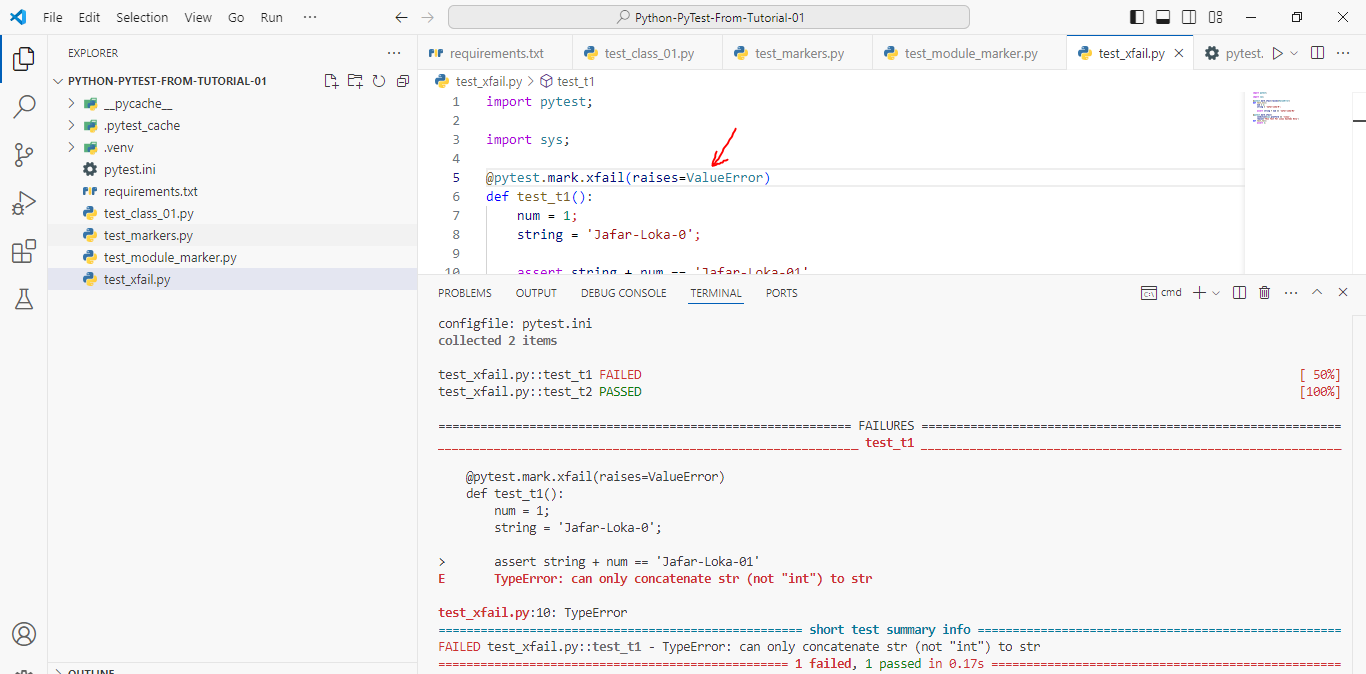 File Edit Selection View Go Run ··· Python-PyTest-From-Tutorial-01
EXPLORER
PYTHON-PYTEST-FROM-TUTORIAL-01
__pycache__
.pytest_cache
.venv
pytest.ini
requirements.txt
test_class_01.py
test_markers.py
test_module_marker.py
test_xfail.py
OUTLINE
requirements.txt test_class_01.py test_markers.py test_module_marker.py test_xfail.py pytest.
test_xfail.py > test_t1
1 import pytest;
2
3 import sys;
4
5 @pytest.mark.xfail(raises=ValueError)
6 def test_t1():
7 num = 1;
8 string = 'Jafar-Loka-0';
9
10 assert string + num == 'Jafar-Loka-01'
PROBLEMS OUTPUT DEBUG CONSOLE TERMINAL PORTS cmd
configfile: pytest.ini
collected 2 items
test_xfail.py::test_t1 FAILED [ 50%]
test_xfail.py::test_t2 PASSED [100%]
FAILURES
test_t1
@pytest.mark.xfail(raises=ValueError)
def test_t1():
num = 1;
string = 'Jafar-Loka-0';
> assert string + num == 'Jafar-Loka-01'
E TypeError: can only concatenate str (not "int") to str
test_xfail.py:10: TypeError
short test summary info
FAILED test_xfail.py::test_t1 - TypeError: can only concatenate str (not "int") to str
1 failed, 1 passed in 0.17s